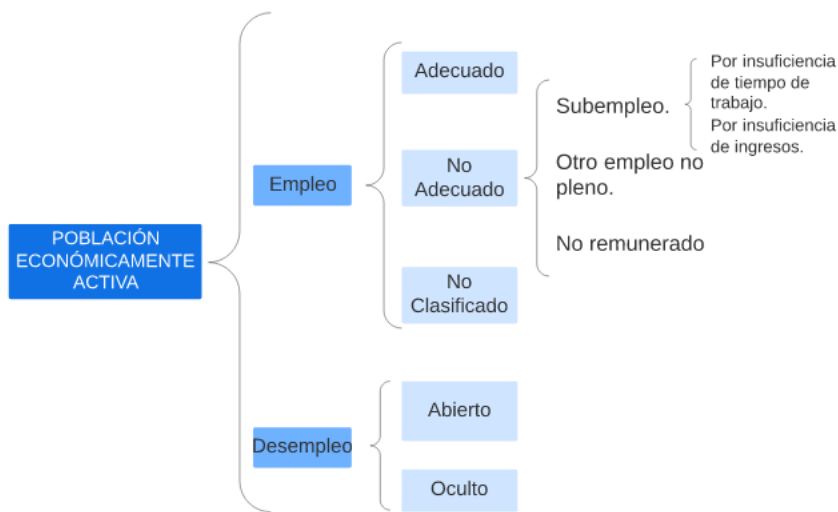 POBLACIÓN
ECONÓMICAMENTE
ACTIVA
Empleo
Adecuado
No
Adecuado
Subempleo.
Por insuficiencia
de tiempo de
trabajo.
Por insuficiencia
de ingresos.
Otro empleo no
pleno.
No remunerado
No
Clasificado
Desempleo
Abierto
Oculto